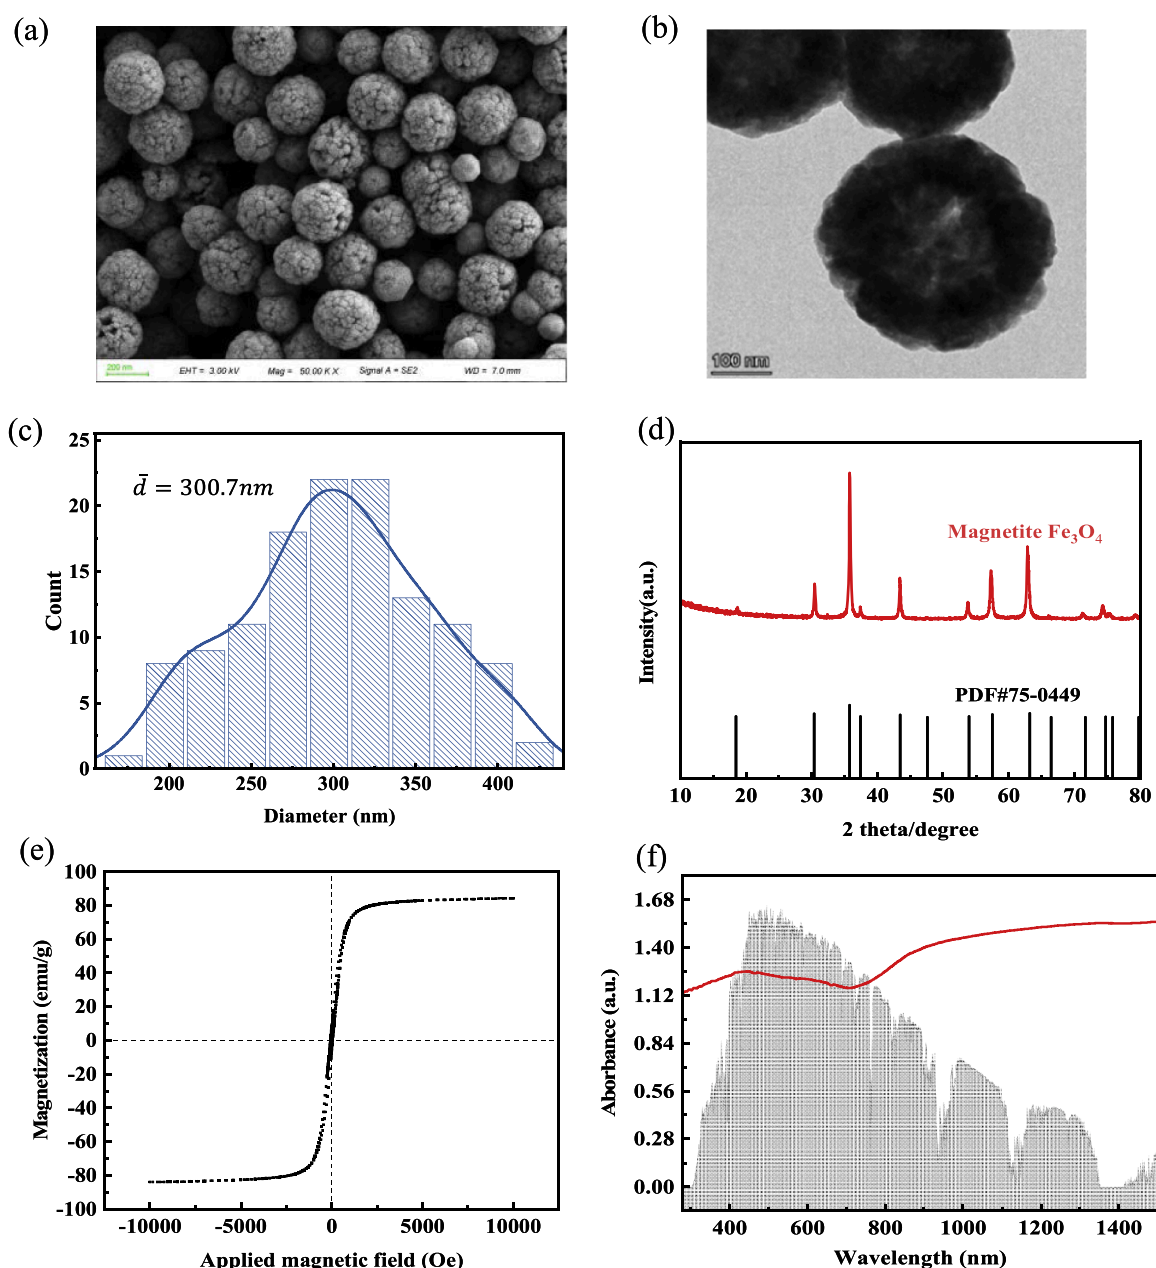 (a)
(b)
200 nm EHT = 3.00 kV Mag = 50.00 K X Signal A = SE2 WD = 7.0 mm
100 nm
(c)
(d)
25
20
15
10
5
0
Count
d̄ = 300.7nm
200 250 300 350 400
Diameter (nm)
Intensity(a.u.)
Magnetite Fe₃O₄
PDF#75-0449
10 20 30 40 50 60 70 80
2 theta/degree
(e)
(f)
100
80
60
40
20
0
-20
-40
-60
-80
-100
Magnetization (emu/g)
-10000 -5000 0 5000 10000
Applied magnetic field (Oe)
1.68
1.40
1.12
0.84
0.56
0.28
0.00
Aborbance (a.u.)
400 600 800 1000 1200 1400
Wavelength (nm)